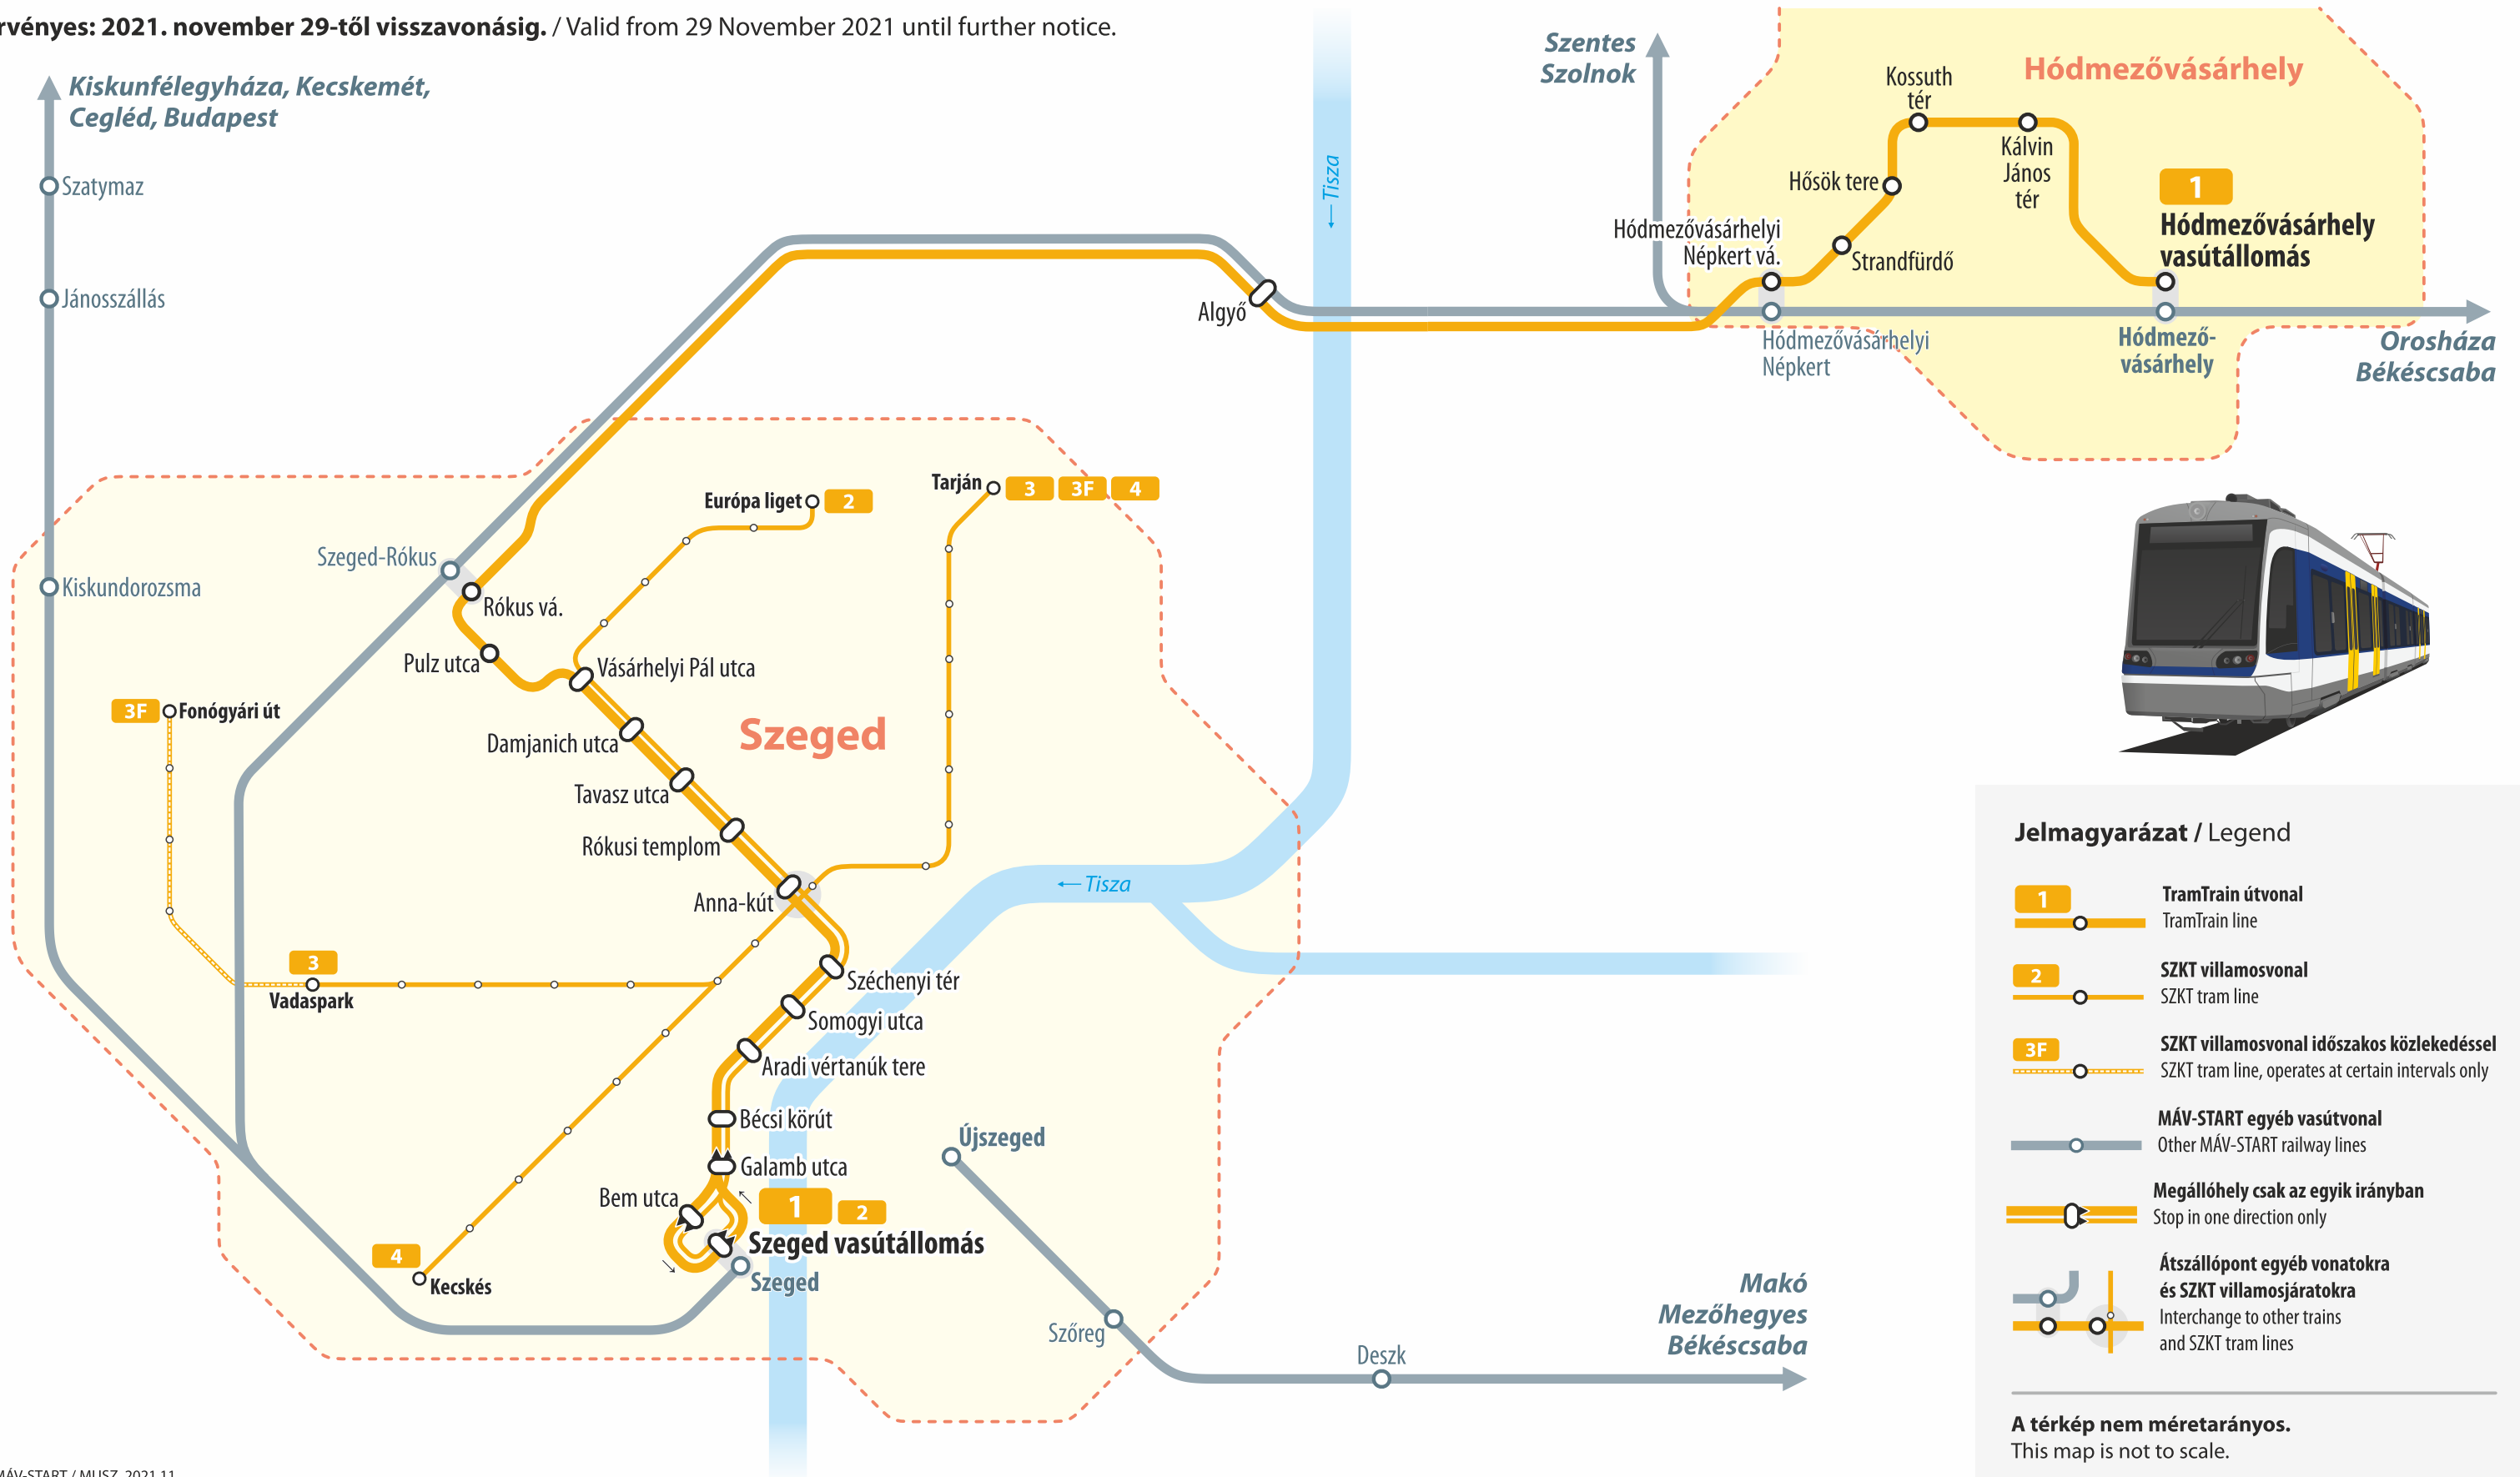 rvényes: 2021. november 29-től visszavonásig. / Valid from 29 November 2021 until further notice.
Kiskunfélegyháza, Kecskemét,
Cegléd, Budapest
Szatymaz
Jánosszállás
Kiskundorozsma
Szentes
Szolnok
Hódmezővásárhely
Kossuth
tér
Kálvin
János
tér
Hősök tere
1
Hódmezővásárhely
vasútállomás
Hódmezővásárhelyi
Népkert vá.
Strandfürdő
Algyő
← Tisza
Hódmezővásárhelyi
Népkert
Hódmező-
vásárhely
Orosháza
Békéscsaba
Európa liget
2
Tarján
3
3F
4
Szeged-Rókus
Rókus vá.
Pulz utca
Vásárhelyi Pál utca
3F
Fonógyári út
Szeged
Damjanich utca
Tavasz utca
Rókusi templom
Anna-kút
← Tisza
3
Vadaspark
Széchenyi tér
Somogyi utca
Aradi vértanúk tere
Bécsi körút
Galamb utca
Bem utca
1
2
Szeged vasútállomás
Szeged
4
Kecskés
Újszeged
Szőreg
Deszk
Makó
Mezőhegyes
Békéscsaba
Jelmagyarázat / Legend
1
TramTrain útvonal
TramTrain line
2
SZKT villamosvonal
SZKT tram line
3F
SZKT villamosvonal időszakos közlekedéssel
SZKT tram line, operates at certain intervals only
MÁV-START egyéb vasútvonal
Other MÁV-START railway lines
Megállóhely csak az egyik irányban
Stop in one direction only
Átszállópont egyéb vonatokra
és SZKT villamosjáratokra
Interchange to other trains
and SZKT tram lines
A térkép nem méretarányos.
This map is not to scale.
MÁV-START / MUSZ, 2021.11.